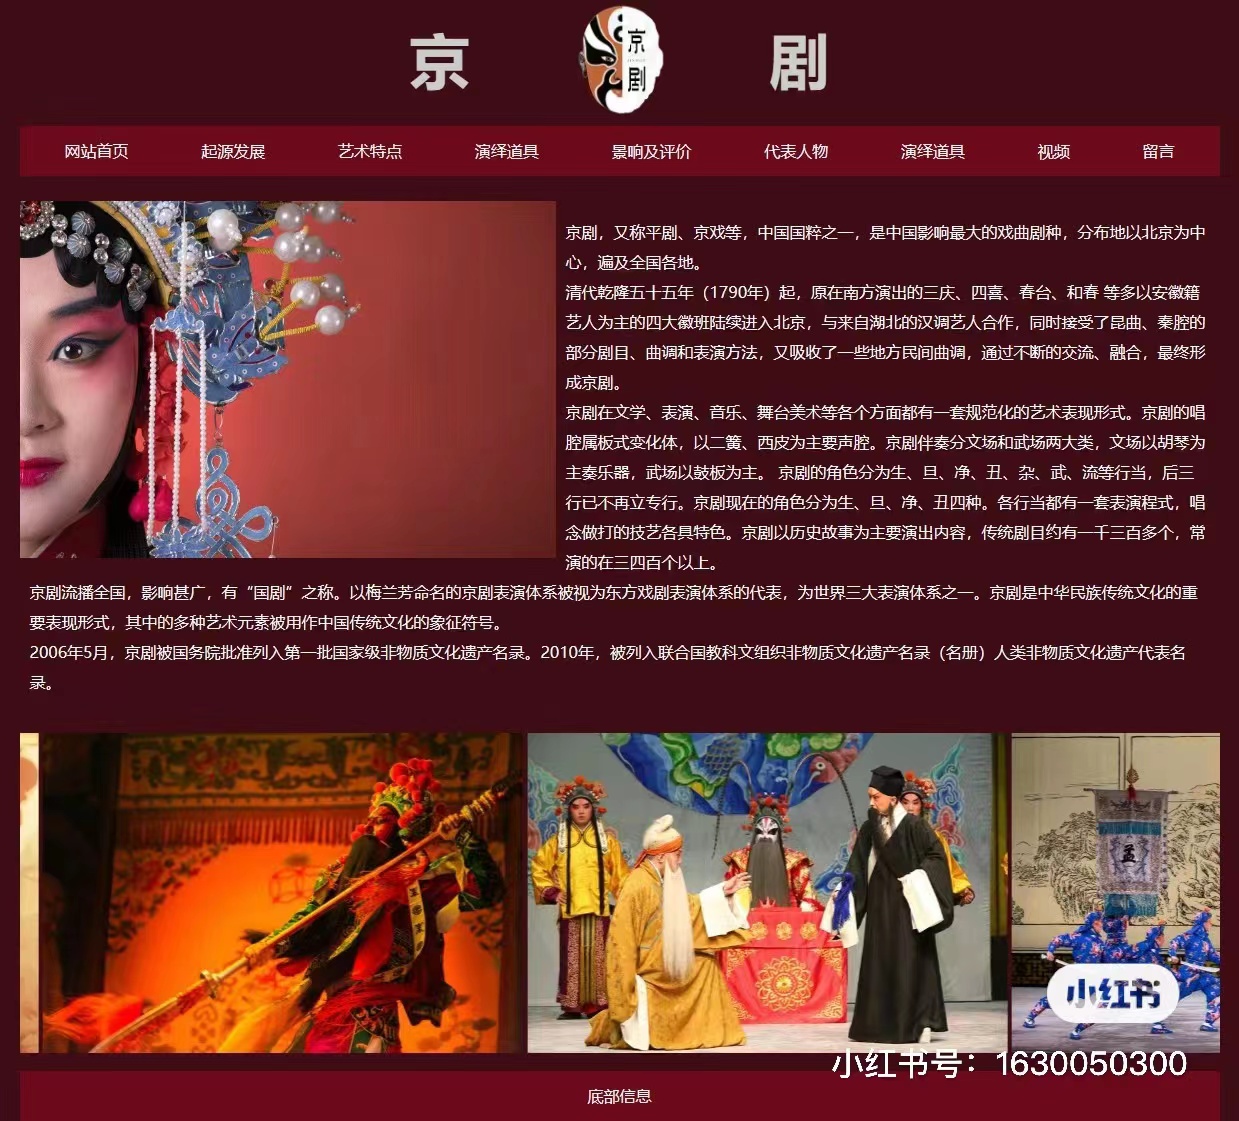 京 京剧 剧
网站首页 起源发展 艺术特点 演绎道具 景响及评价 代表人物 演绎道具 视频 留言
京剧，又称平剧、京戏等，中国国粹之一，是中国影响最大的戏曲剧种，分布地以北京为中
心，遍及全国各地。
清代乾隆五十五年（1790年）起，原在南方演出的三庆、四喜、春台、和春 等多以安徽籍
艺人为主的四大徽班陆续进入北京，与来自湖北的汉调艺人合作，同时接受了昆曲、秦腔的
部分剧目、曲调和表演方法，又吸收了一些地方民间曲调，通过不断的交流、融合，最终形
成京剧。
京剧在文学、表演、音乐、舞台美术等各个方面都有一套规范化的艺术表现形式。京剧的唱
腔属板式变化体，以二簧、西皮为主要声腔。京剧伴奏分文场和武场两大类，文场以胡琴为
主奏乐器，武场以鼓板为主。 京剧的角色分为生、旦、净、丑、杂、武、流等行当，后三
行已不再立专行。京剧现在的角色分为生、旦、净、丑四种。各行当都有一套表演程式，唱
念做打的技艺各具特色。京剧以历史故事为主要演出内容，传统剧目约有一千三百多个，常
演的在三四百个以上。
京剧流播全国，影响甚广，有“国剧”之称。以梅兰芳命名的京剧表演体系被视为东方戏剧表演体系的代表，为世界三大表演体系之一。京剧是中华民族传统文化的重
要表现形式，其中的多种艺术元素被用作中国传统文化的象征符号。
2006年5月，京剧被国务院批准列入第一批国家级非物质文化遗产名录。2010年，被列入联合国教科文组织非物质文化遗产名录（名册）人类非物质文化遗产代表名
录。
孟
小红书
小红书号：1630050300
底部信息